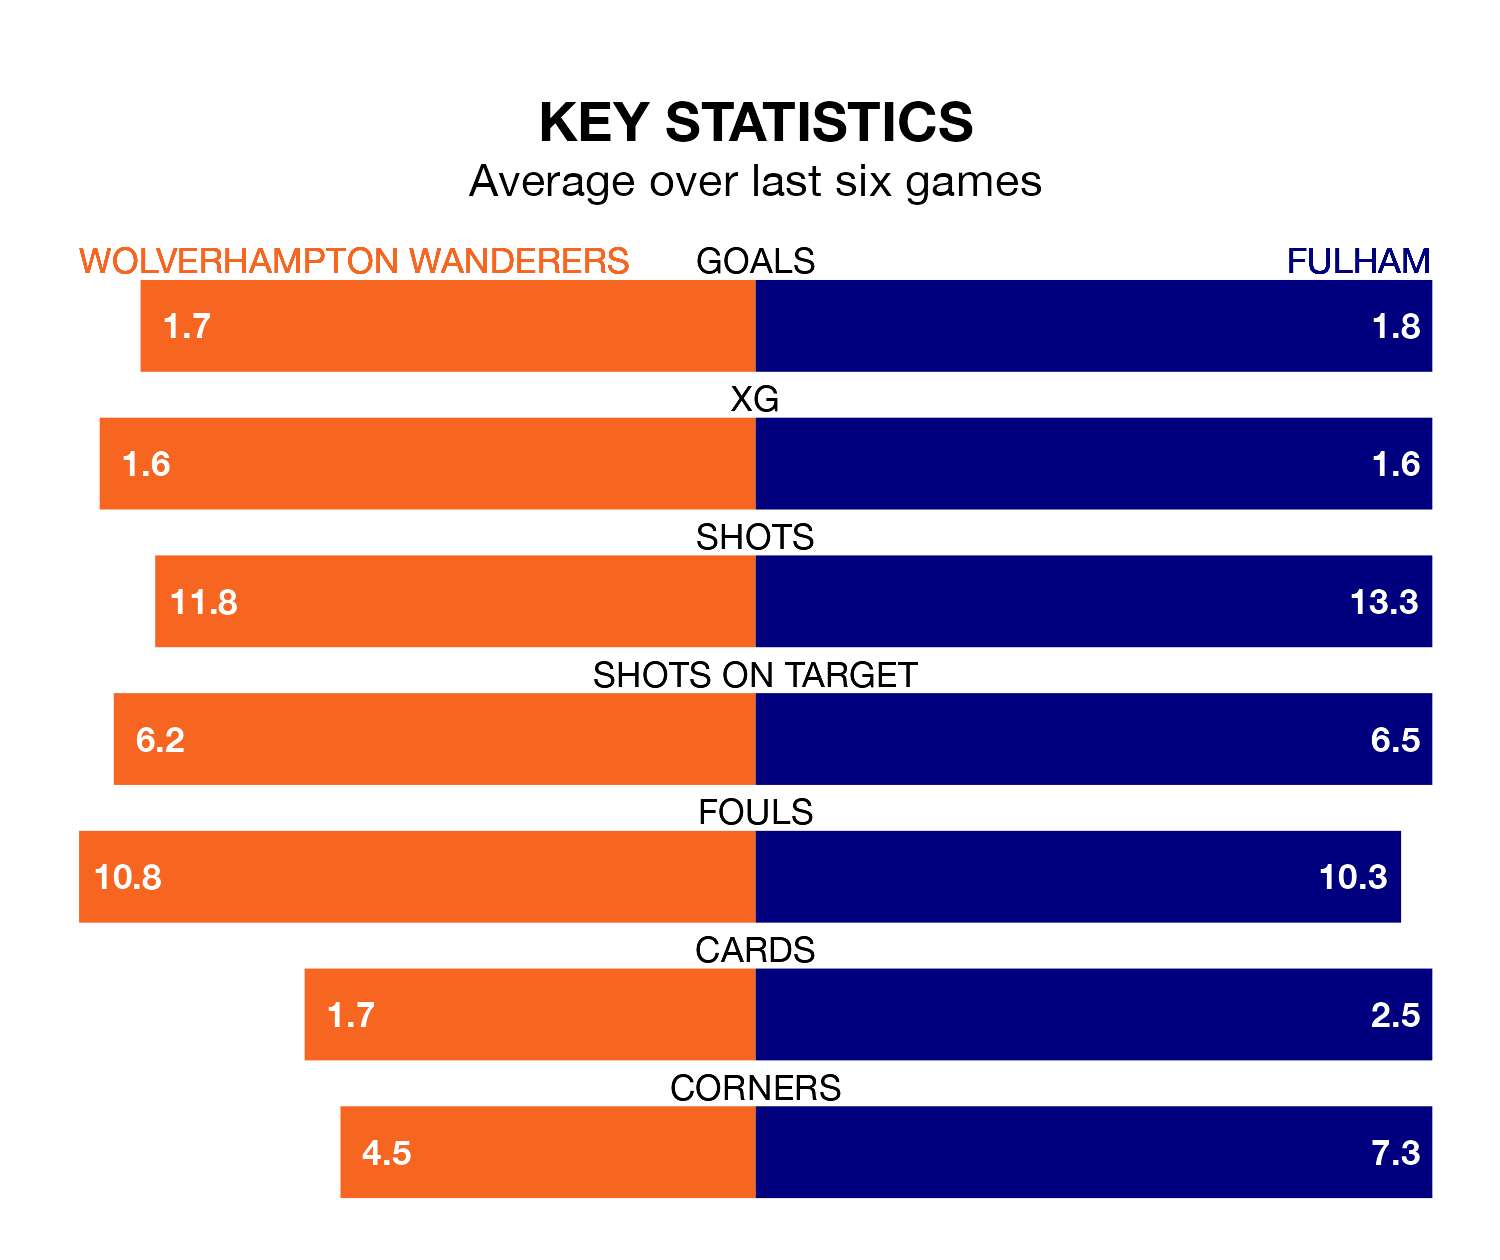 KEY STATISTICS
Average over last six games
WOLVERHAMPTON WANDERERS GOALS FULHAM
1.7 1.8
XG
1.6 1.6
SHOTS
11.8 13.3
SHOTS ON TARGET
6.2 6.5
FOULS
10.8 10.3
CARDS
1.7 2.5
CORNERS
4.5 7.3